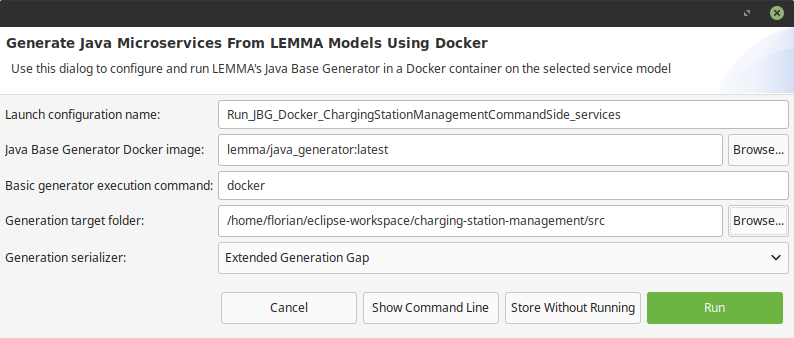 Generate Java Microservices From LEMMA Models Using Docker
Use this dialog to configure and run LEMMA's Java Base Generator in a Docker container on the selected service model
Launch configuration name: Run_JBG_Docker_ChargingStationManagementCommandSide_services
Java Base Generator Docker image: lemma/java_generator:latest Browse...
Basic generator execution command: docker
Generation target folder: /home/florian/eclipse-workspace/charging-station-management/src Browse...
Generation serializer: Extended Generation Gap
Cancel Show Command Line Store Without Running Run